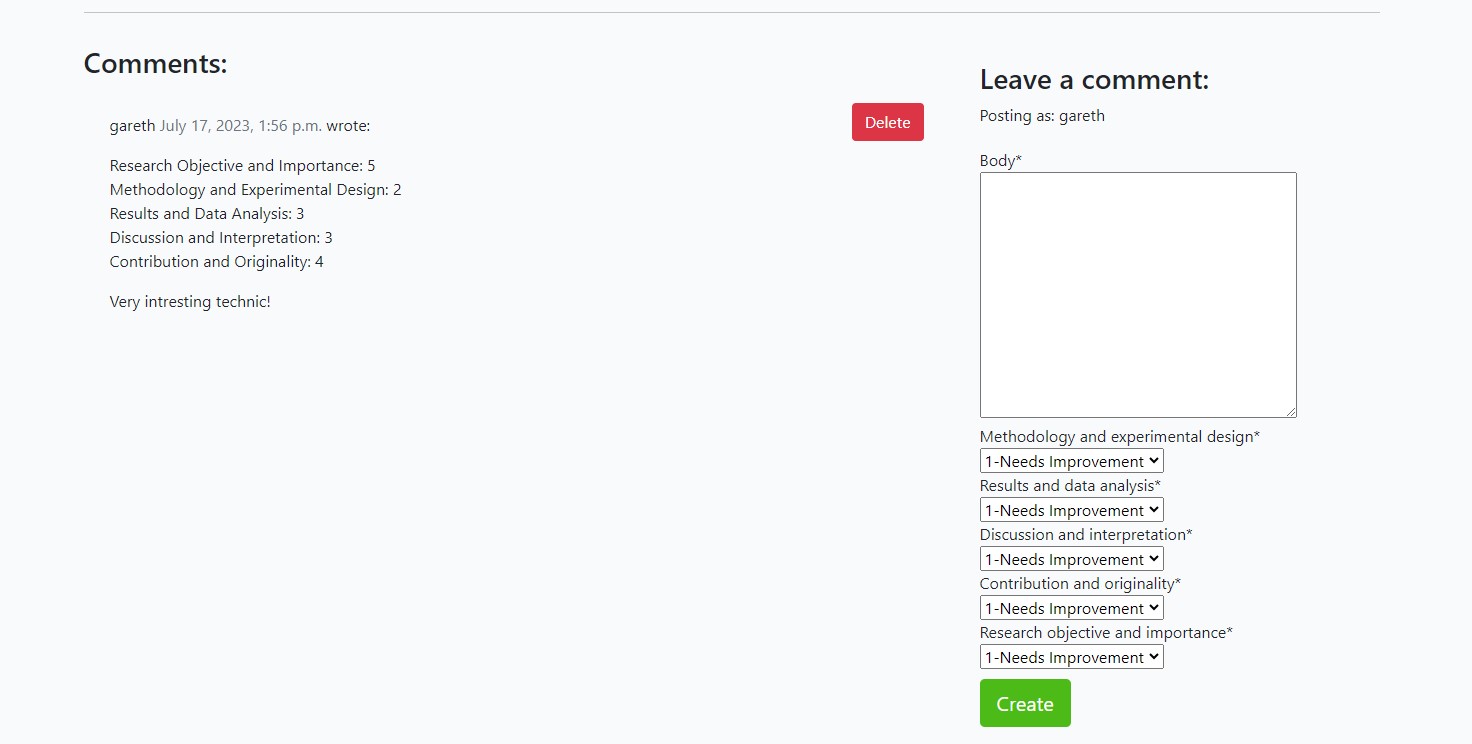 Comments:
gareth July 17, 2023, 1:56 p.m. wrote:
Delete
Research Objective and Importance: 5
Methodology and Experimental Design: 2
Results and Data Analysis: 3
Discussion and Interpretation: 3
Contribution and Originality: 4
Very intresting technic!
Leave a comment:
Posting as: gareth
Body*
Methodology and experimental design*
1-Needs Improvement
Results and data analysis*
1-Needs Improvement
Discussion and interpretation*
1-Needs Improvement
Contribution and originality*
1-Needs Improvement
Research objective and importance*
1-Needs Improvement
Create